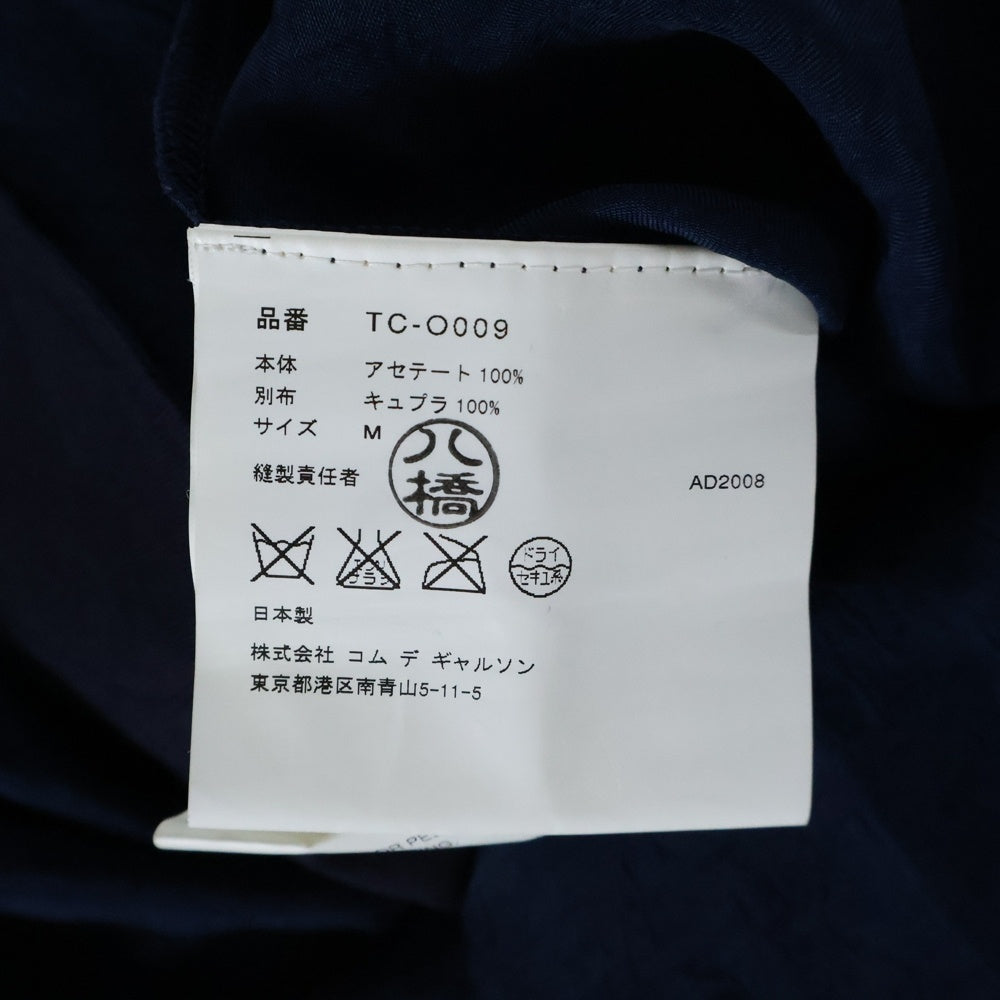 品番 TC-O009
本体 アセテート 100%
別布 キュプラ 100%
サイズ M
縫製責任者 八橋
AD2008
ドライ
セキユ系
日本製
株式会社 コム デ ギャルソン
東京都港区南青山5-11-5